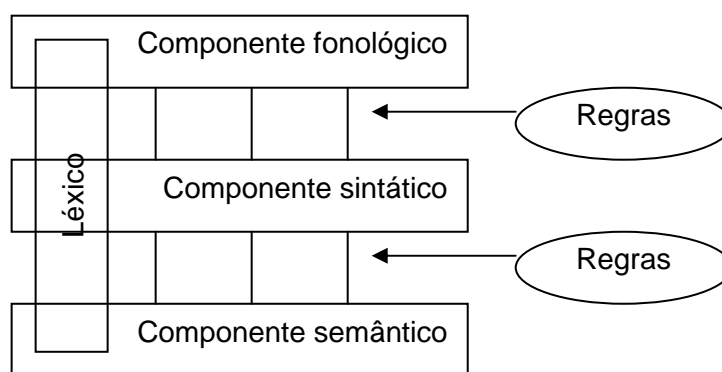 Componente fonológico
Regras
Léxico
Componente sintático
Regras
Componente semântico